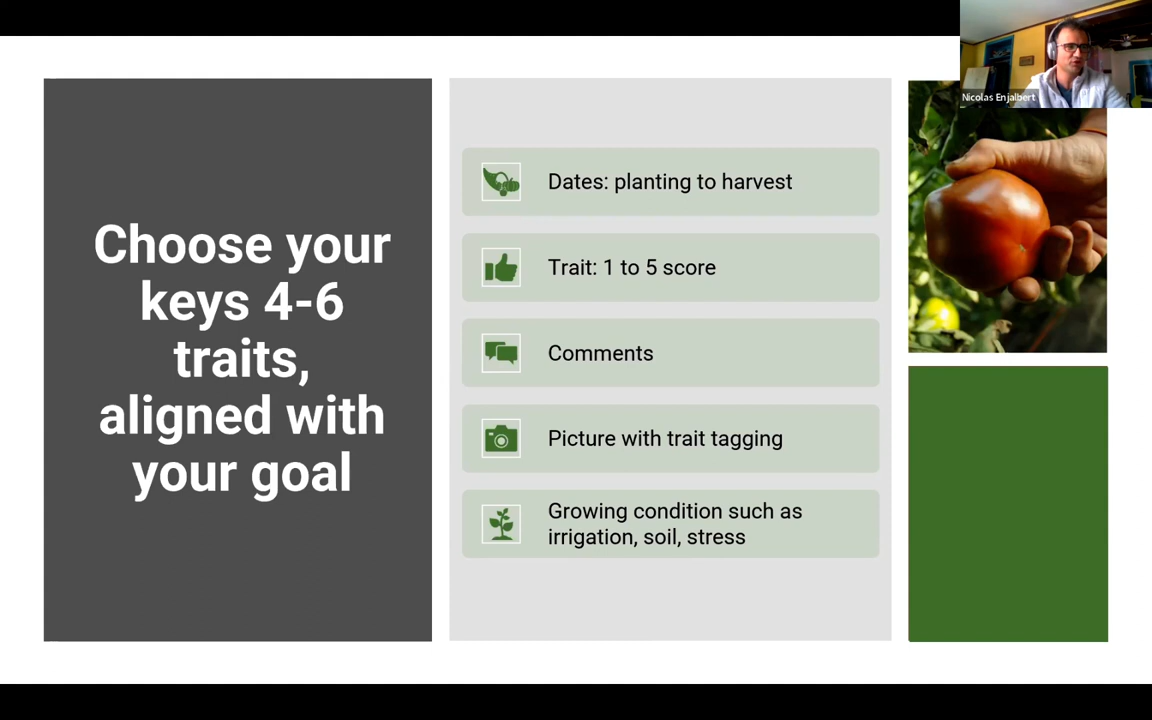 Nicolas Enjalbert
Choose your
keys 4-6
traits,
aligned with
your goal
Dates: planting to harvest
Trait: 1 to 5 score
Comments
Picture with trait tagging
Growing condition such as
irrigation, soil, stress